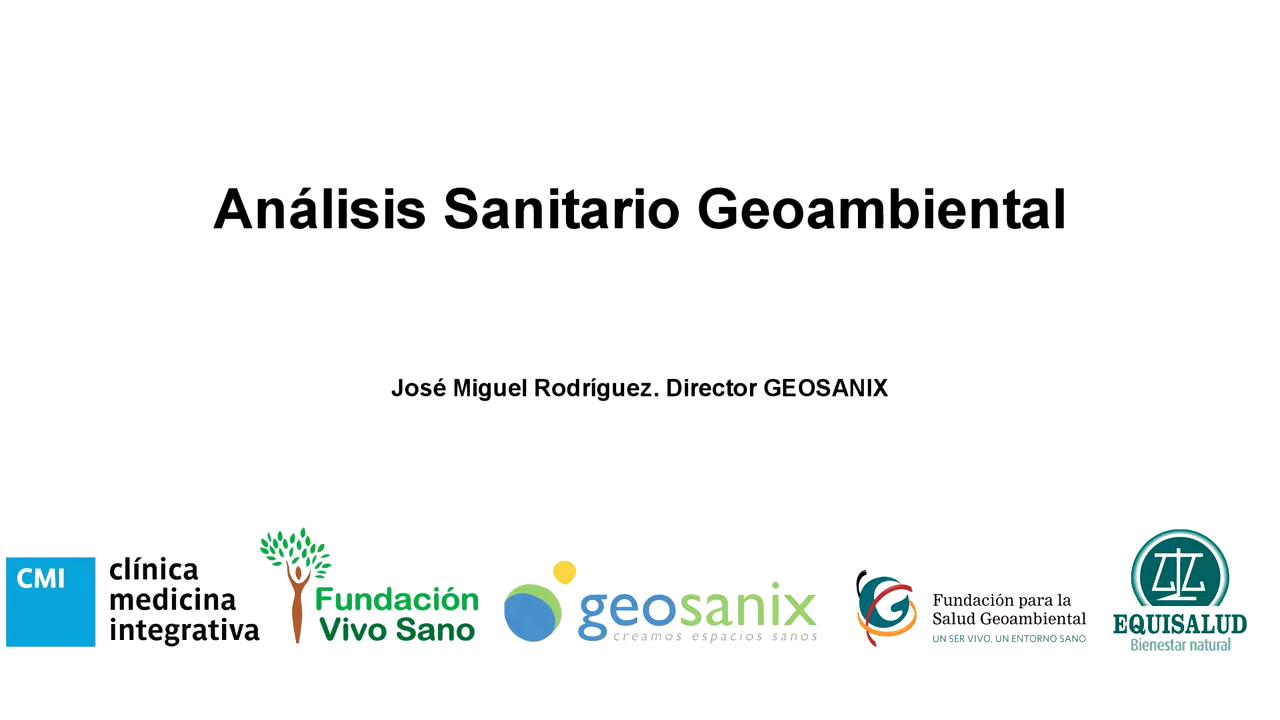 Análisis Sanitario Geoambiental
José Miguel Rodríguez. Director GEOSANIX
CMI
clínica
medicina
integrativa
Fundación
Vivo Sano
geosanix
creamos espacios sanos
Fundación para la
Salud Geoambiental
UN SER VIVO, UN ENTORNO SANO
EQUISALUD
Bienestar natural